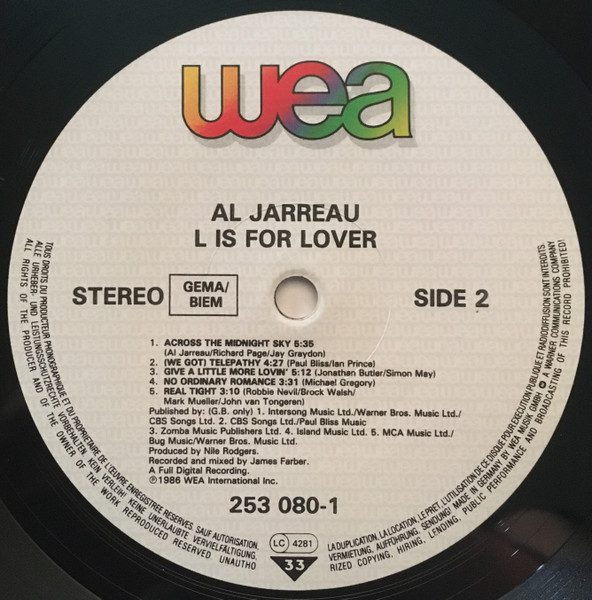 wea
AL JARREAU
L IS FOR LOVER
STEREO
GEMA/
BIEM
SIDE 2
1. ACROSS THE MIDNIGHT SKY 5:35
(Al Jarreau/Richard Page/Jay Graydon)
2. (WE GOT) TELEPATHY 4:27 (Paul Bliss/Ian Prince)
3. GIVE A LITTLE MORE LOVIN' 5:12 (Jonathan Butler/Simon May)
4. NO ORDINARY ROMANCE 3:31 (Michael Gregory)
5. REAL TIGHT 3:10 (Robbie Nevil/Brock Walsh/
Mark Mueller/John van Tongeren)
Published by: (G.B. only) 1. Intersong Music Ltd./Warner Bros. Music Ltd./
CBS Songs Ltd. 2. CBS Songs Ltd./Paul Bliss Music
3. Zomba Music Publishers Ltd. 4. Island Music Ltd. 5. MCA Music Ltd./
Bug Music/Warner Bros. Music Ltd.
Produced by Nile Rodgers.
Recorded and mixed by James Farber.
A Full Digital Recording.
℗1986 WEA International Inc.
253 080-1
LC 4281
33
TOUS DROITS DU PRODUCTEUR PHONOGRAPHIQUE ET DU PROPRIETAIRE DE L'ŒUVRE ENREGISTREE RESERVES. SAUF AUTORISATION,
LA DUPLICATION, LA LOCATION, LE PRET, L'UTILISATION DE CE DISQUE POUR EXECUTION PUBLIQUE ET RADIODIFFUSION SONT INTERDITS.
ALLE URHEBER- UND LEISTUNGSSCHUTZRECHTE VORBEHALTEN. KEIN VERLEIH! KEINE UNERLAUBTE VERVIELFÄLTIGUNG,
VERMIETUNG, AUFFÜHRUNG, SENDUNG! MADE IN GERMANY BY WEA MUSIK GMBH A WARNER COMMUNICATIONS COMPANY
ALL RIGHTS OF THE PRODUCER AND OF THE OWNER OF THE WORK REPRODUCED RESERVED. UNAUTHO
RIZED COPYING, HIRING, LENDING, PUBLIC PERFORMANCE AND BROADCASTING OF THIS RECORD PROHIBITED!